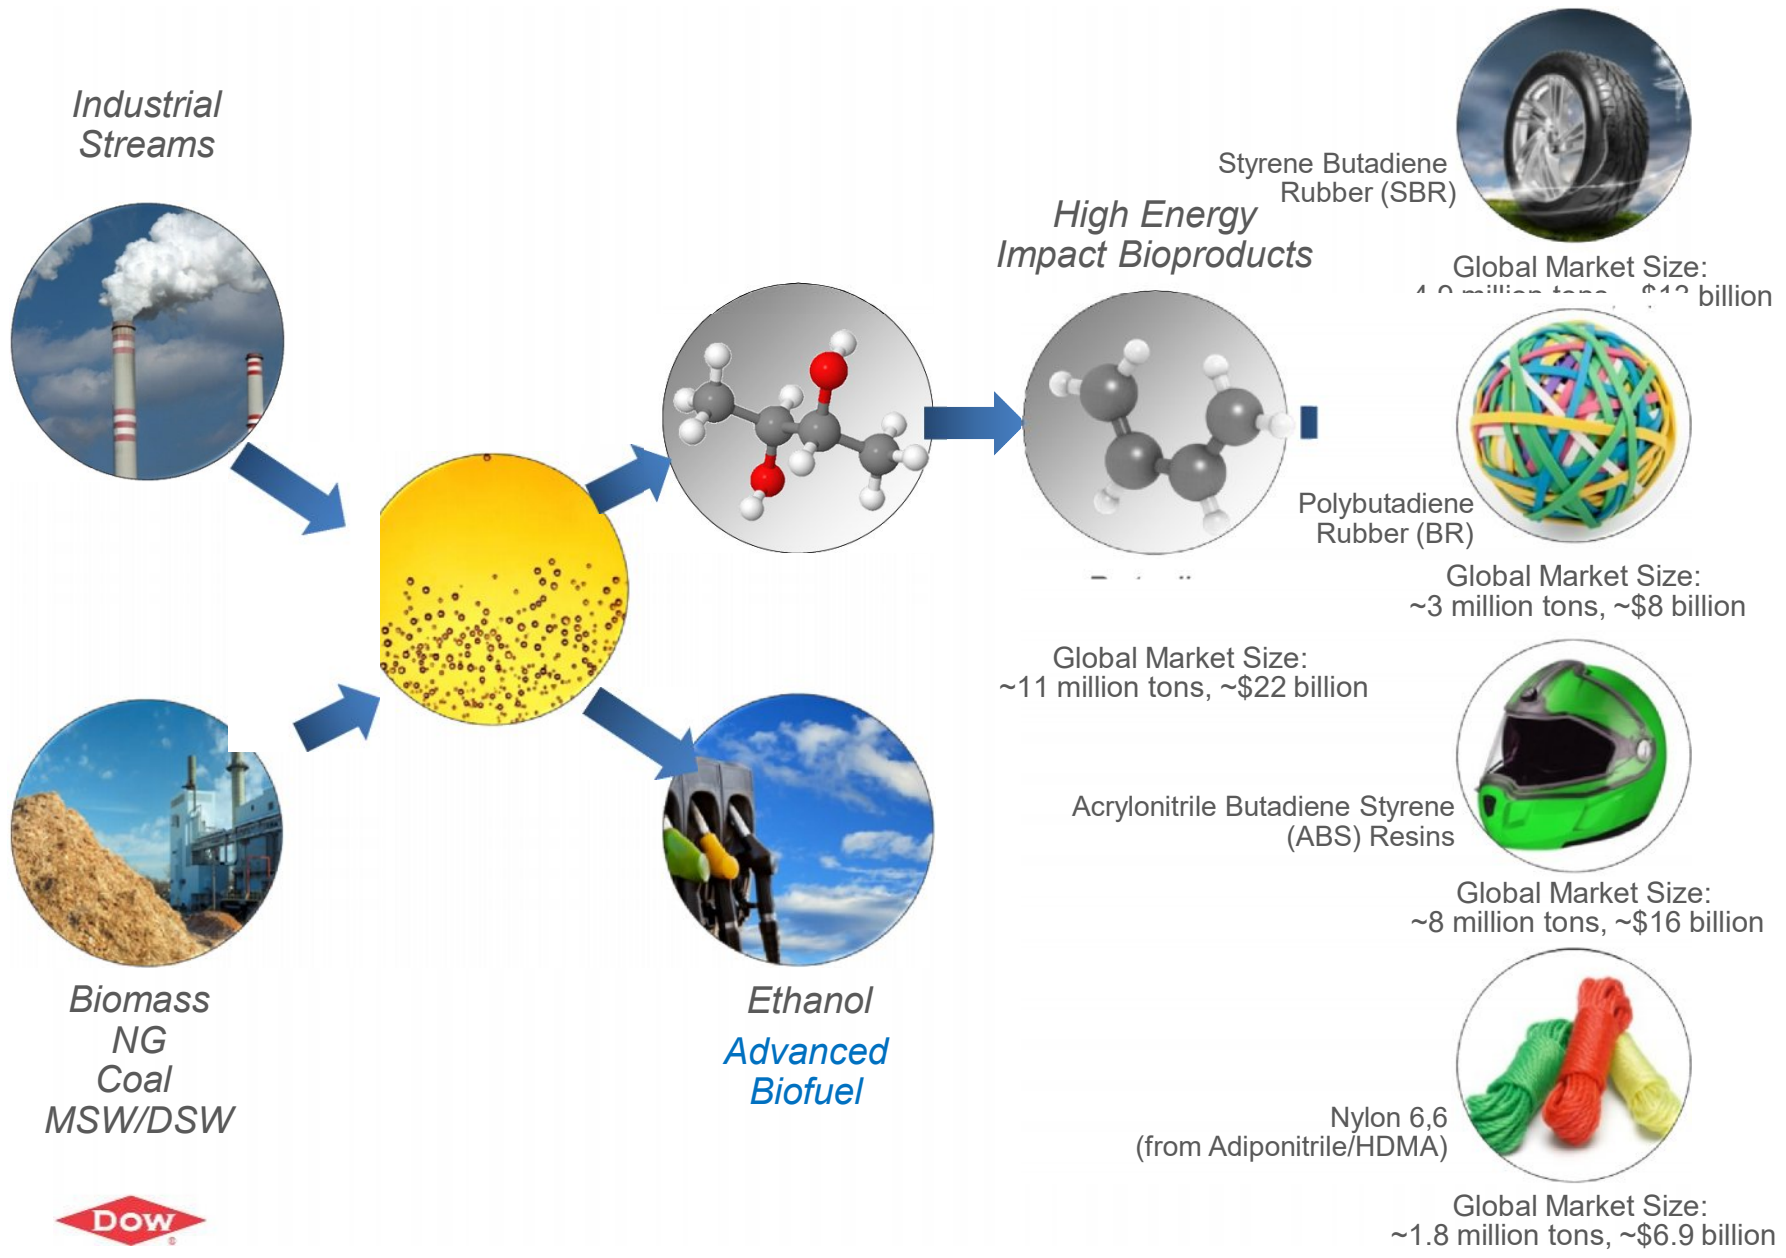 Industrial
Streams
Styrene Butadiene
Rubber (SBR)
High Energy
Impact Bioproducts
Global Market Size:
billion
Polybutadiene
Rubber (BR)
Global Market Size:
~3 million tons, ~$8 billion
Global Market Size:
~11 million tons, ~$22 billion
Acrylonitrile Butadiene Styrene
(ABS) Resins
Global Market Size:
~8 million tons, ~$16 billion
Biomass
NG
Coal
MSW/DSW
Ethanol
Advanced
Biofuel
Nylon 6,6
(from Adiponitrile/HDMA)
Global Market Size:
~1.8 million tons, ~$6.9 billion
DOW
®